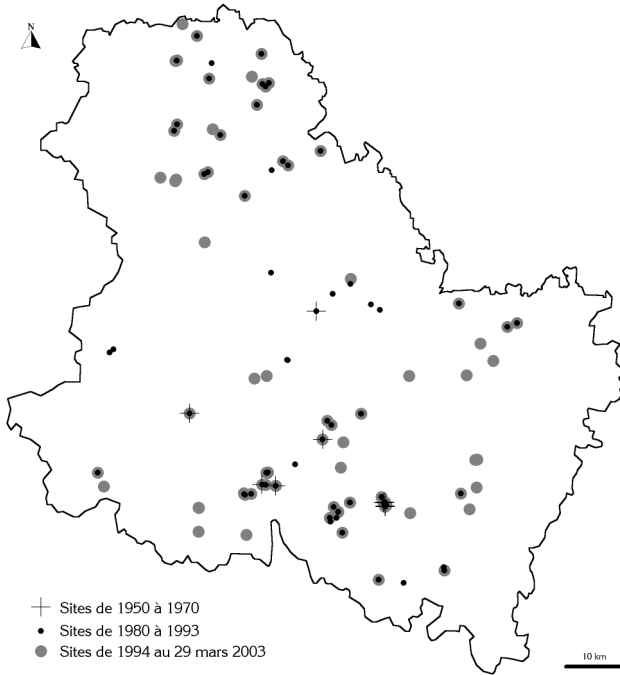 N
Sites de 1950 à 1970
Sites de 1980 à 1993
Sites de 1994 au 29 mars 2003
10 km